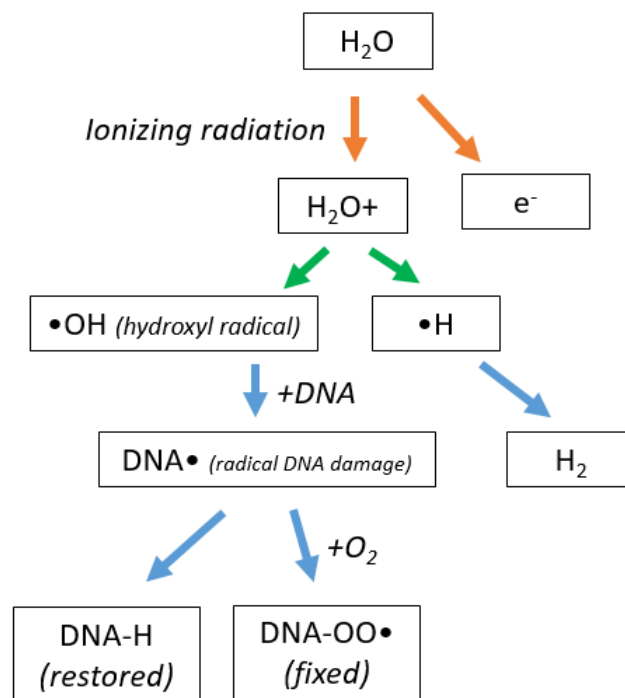 H₂O
Ionizing radiation
H₂O+
e⁻
•OH (hydroxyl radical)
•H
+DNA
DNA• (radical DNA damage)
H₂
+O₂
DNA-H
(restored)
DNA-OO•
(fixed)